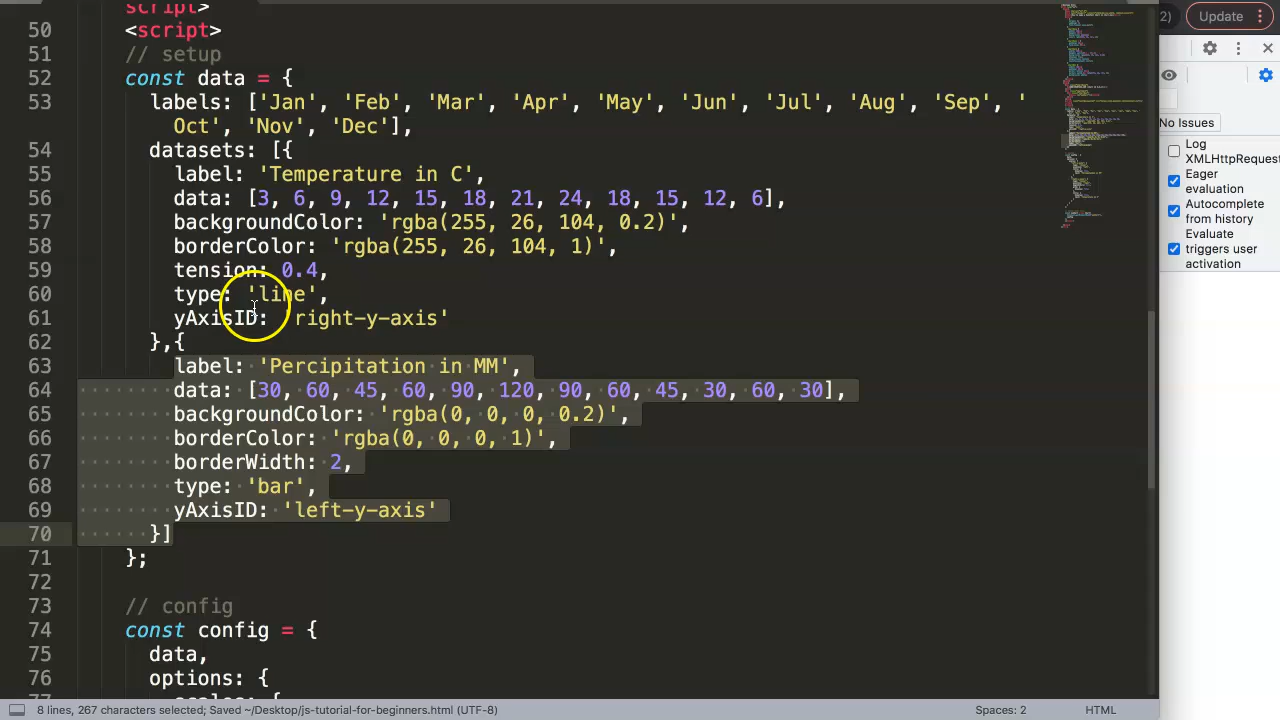 script>
50 <script>
51 // setup
52 const data = {
53 labels: ['Jan', 'Feb', 'Mar', 'Apr', 'May', 'Jun', 'Jul', 'Aug', 'Sep', '
Oct', 'Nov', 'Dec'],
54 datasets: [{
55 label: 'Temperature in C',
56 data: [3, 6, 9, 12, 15, 18, 21, 24, 18, 15, 12, 6],
57 backgroundColor: 'rgba(255, 26, 104, 0.2)',
58 borderColor: 'rgba(255, 26, 104, 1)',
59 tension: 0.4,
60 type: 'line',
61 yAxisID: 'right-y-axis'
62 },{
63 label: 'Percipitation in MM',
64 data: [30, 60, 45, 60, 90, 120, 90, 60, 45, 30, 60, 30],
65 backgroundColor: 'rgba(0, 0, 0, 0.2)',
66 borderColor: 'rgba(0, 0, 0, 1)',
67 borderWidth: 2,
68 type: 'bar',
69 yAxisID: 'left-y-axis'
70 }]
71 };
72
73 // config
74 const config = {
75 data,
76 options: {
8 lines, 267 characters selected; Saved ~/Desktop/js-tutorial-for-beginners.html (UTF-8)
Spaces: 2
HTML
2)
Update
No Issues
Log
XMLHttpRequest
Eager
evaluation
Autocomplete
from history
Evaluate
triggers user
activation